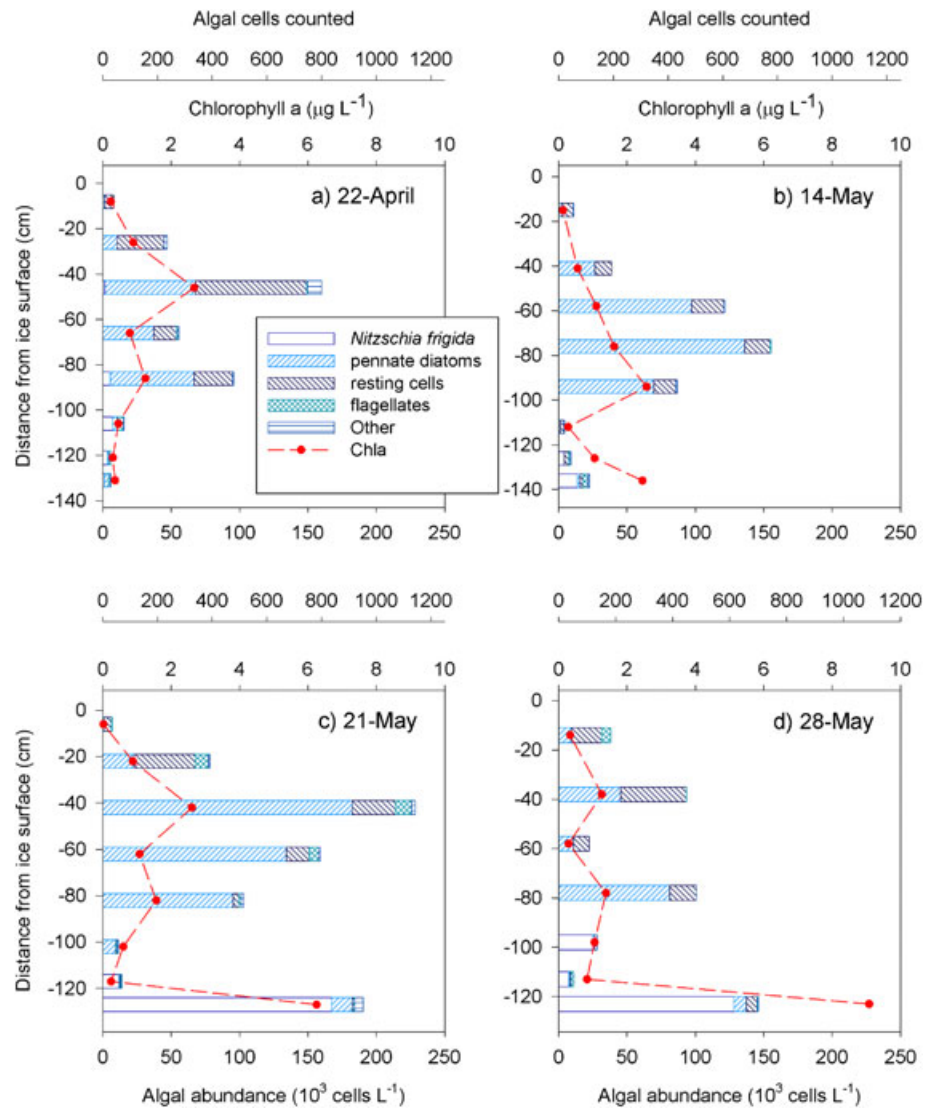 Algal cells counted Algal cells counted
0 200 400 600 800 1000 1200 0 200 400 600 800 1000 1200
Chlorophyll a (μg L-1) Chlorophyll a (μg L-1)
0 2 4 6 8 10 0 2 4 6 8 10
Distance from ice surface (cm)
a) 22-April
0
-20
-40
-60
-80
-100
-120
-140
0 50 100 150 200 250
b) 14-May
0
-20
-40
-60
-80
-100
-120
-140
0 50 100 150 200 250
Nitzschia frigida
pennate diatoms
resting cells
flagellates
Other
Chla
0 200 400 600 800 1000 1200 0 200 400 600 800 1000 1200
0 2 4 6 8 10 0 2 4 6 8 10
Distance from ice surface (cm)
c) 21-May
0
-20
-40
-60
-80
-100
-120
0 50 100 150 200 250
d) 28-May
0
-20
-40
-60
-80
-100
-120
0 50 100 150 200 250
Algal abundance (103 cells L-1) Algal abundance (103 cells L-1)